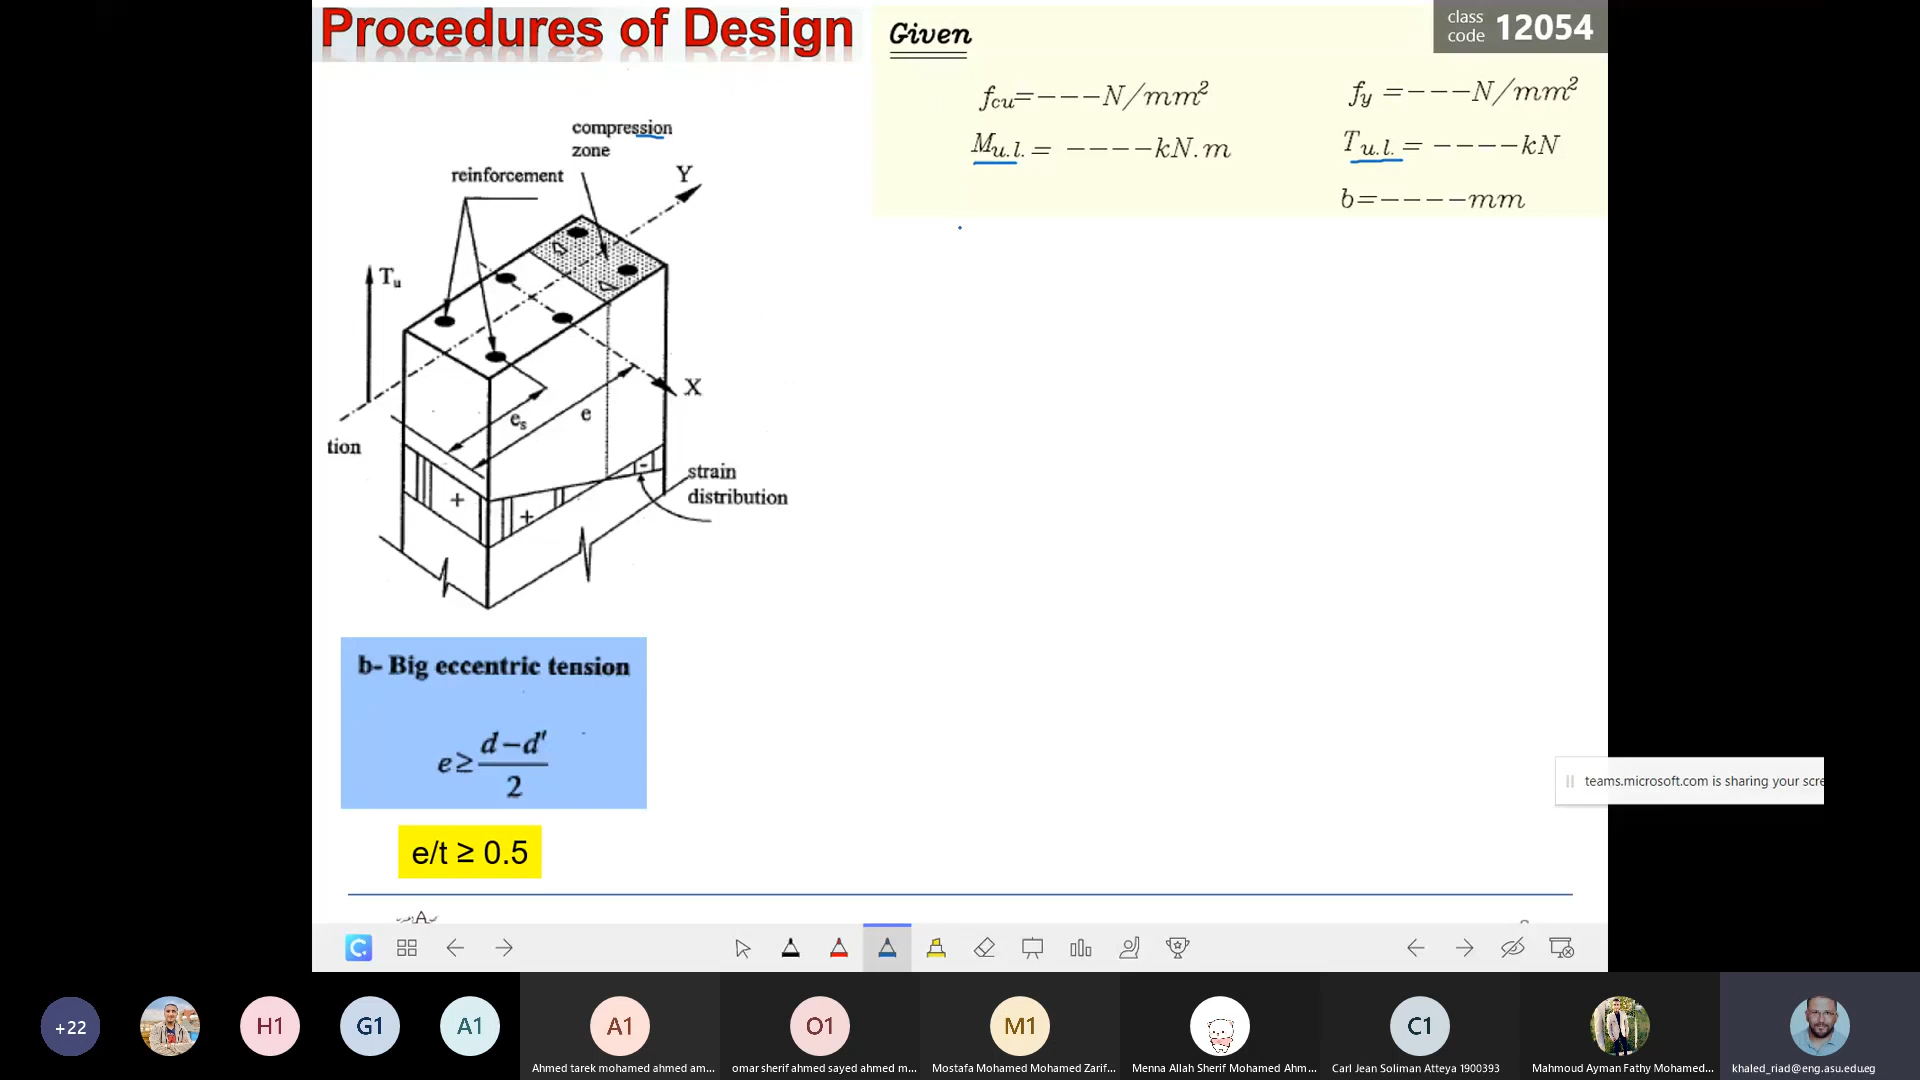 Procedures of Design
Given
class
code 12054
fcu=---N/mm²
fy =---N/mm²
Mu.l. = ----kN.m
Tu.l. = ----kN
b=----mm
compression
zone
reinforcement
Y
Tu
X
es
e
tion
strain
distribution
+
+
-
b- Big eccentric tension
e≥ d-d'
2
e/t ≥ 0.5
teams.microsoft.com is sharing your scre
+22
H1
G1
A1
A1
O1
M1
C1
Ahmed tarek mohamed ahmed am...
omar sherif ahmed sayed ahmed m...
Mostafa Mohamed Mohamed Zarif...
Menna Allah Sherif Mohamed Ahm...
Carl Jean Soliman Atteya 1900393
Mahmoud Ayman Fathy Mohamed...
khaled_riad@eng.asu.edu.eg